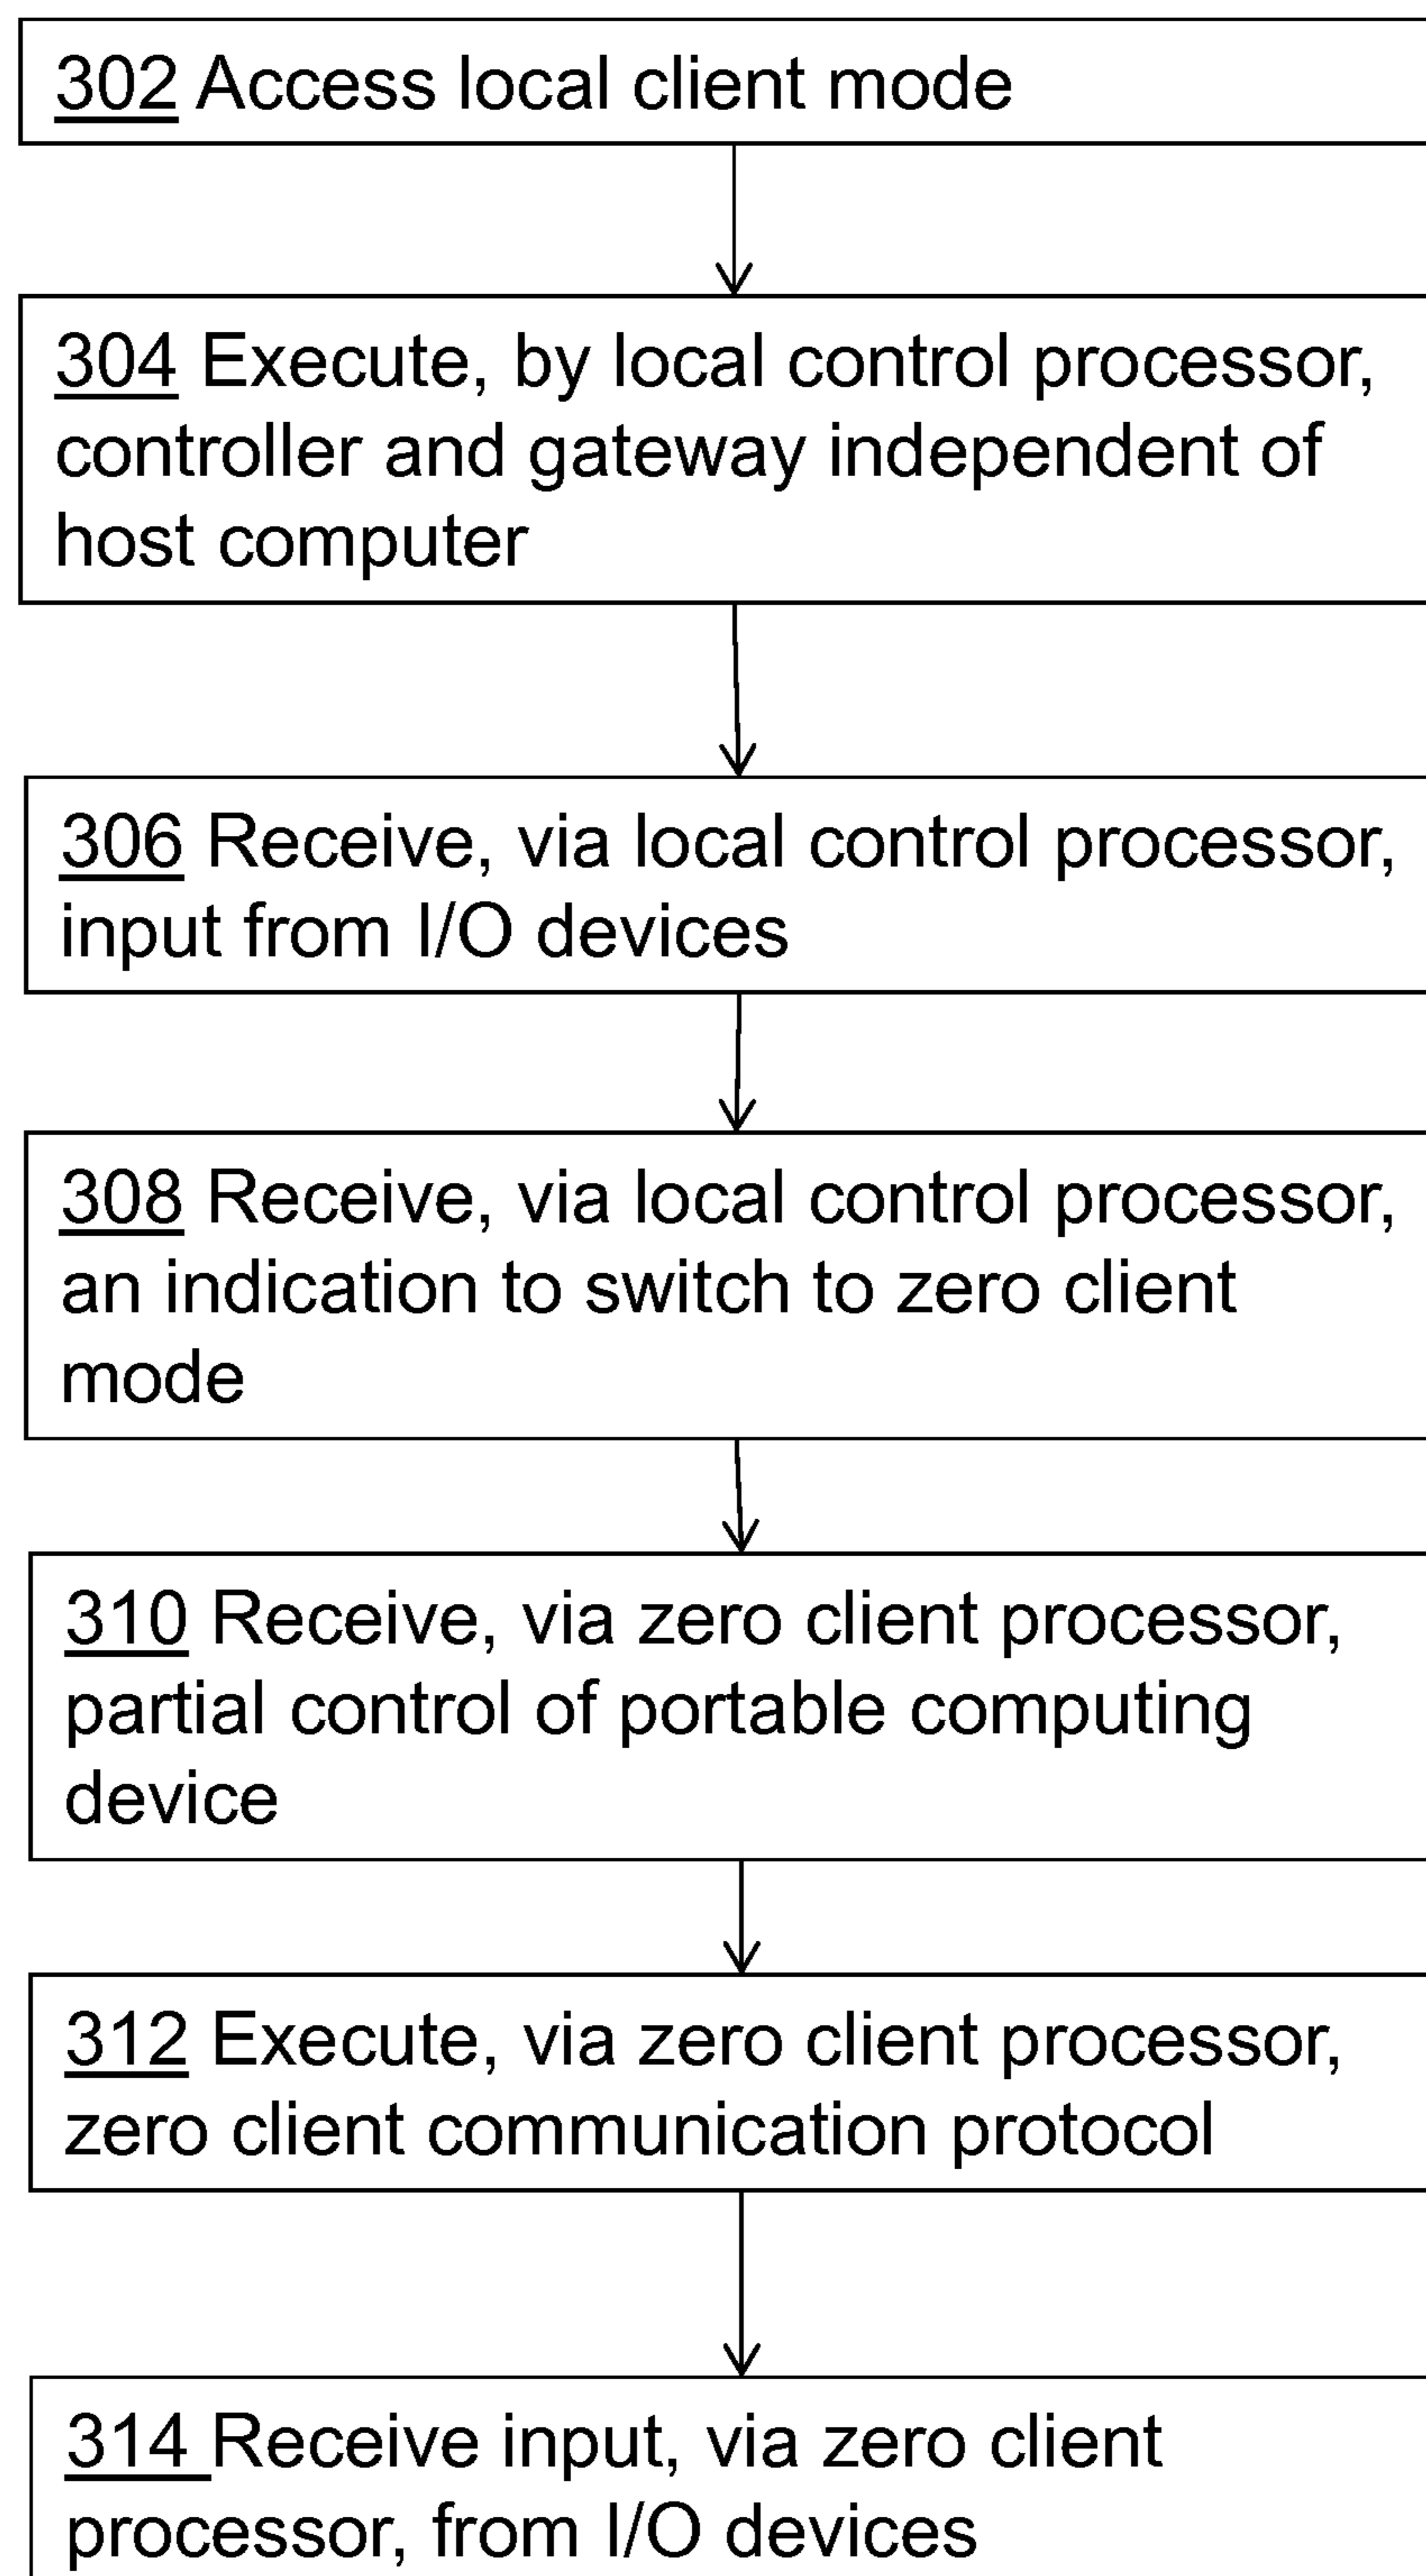 302 Access local client mode
304 Execute, by local control processor,
controller and gateway independent of
host computer
306 Receive, via local control processor,
input from I/O devices
308 Receive, via local control processor,
an indication to switch to zero client
mode
310 Receive, via zero client processor,
partial control of portable computing
device
312 Execute, via zero client processor,
zero client communication protocol
314 Receive input, via zero client
processor, from I/O devices